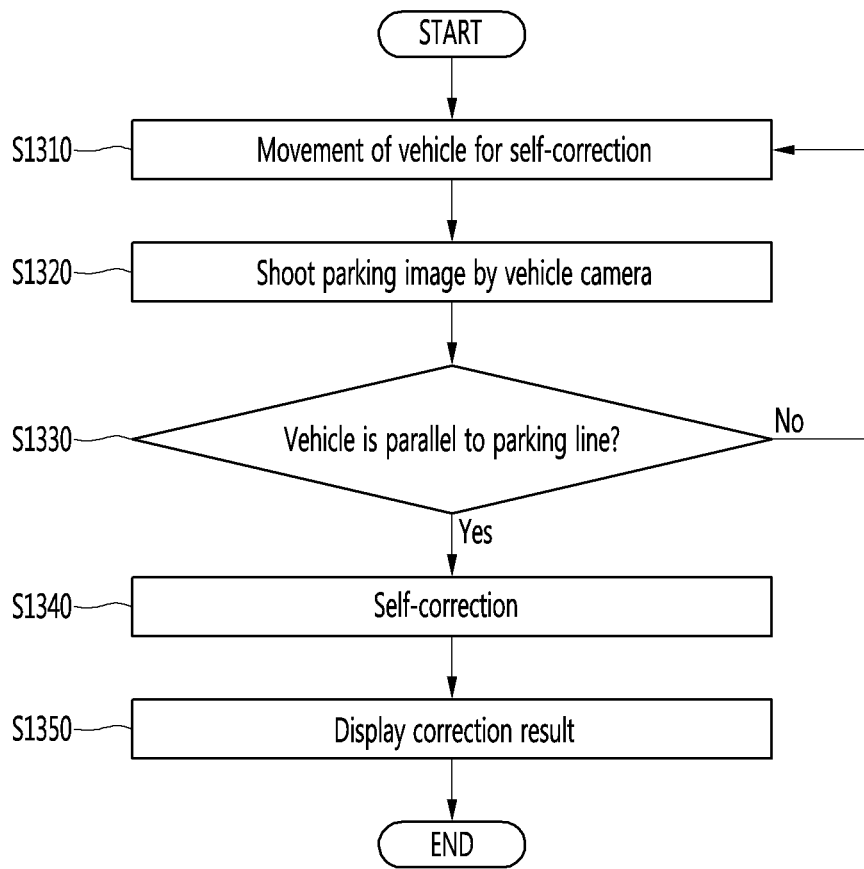 START
S1310 Movement of vehicle for self-correction
S1320 Shoot parking image by vehicle camera
S1330 Vehicle is parallel to parking line?
No
Yes
S1340 Self-correction
S1350 Display correction result
END